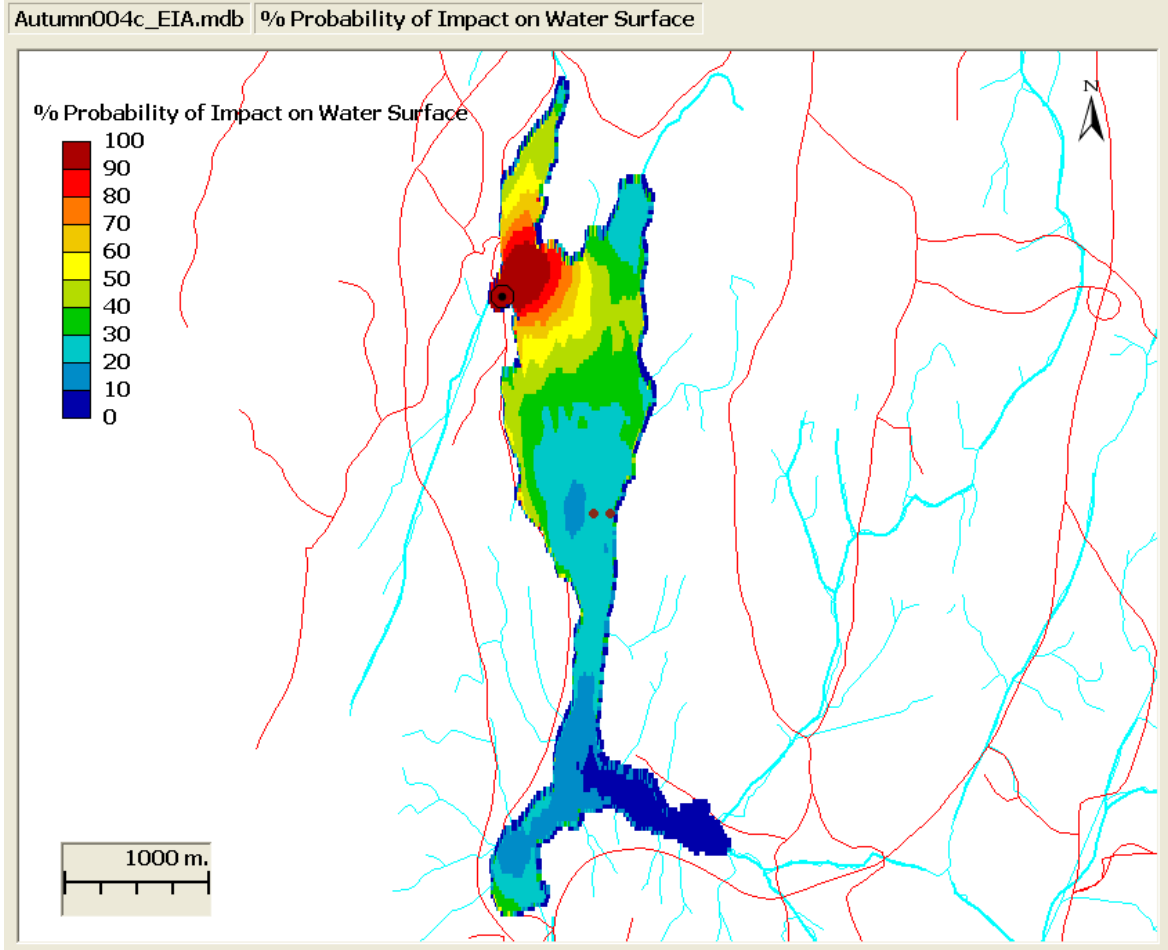 Autumn004c_EIA.mdb % Probability of Impact on Water Surface
N
% Probability of Impact on Water Surface
100
90
80
70
60
50
40
30
20
10
0
1000 m.